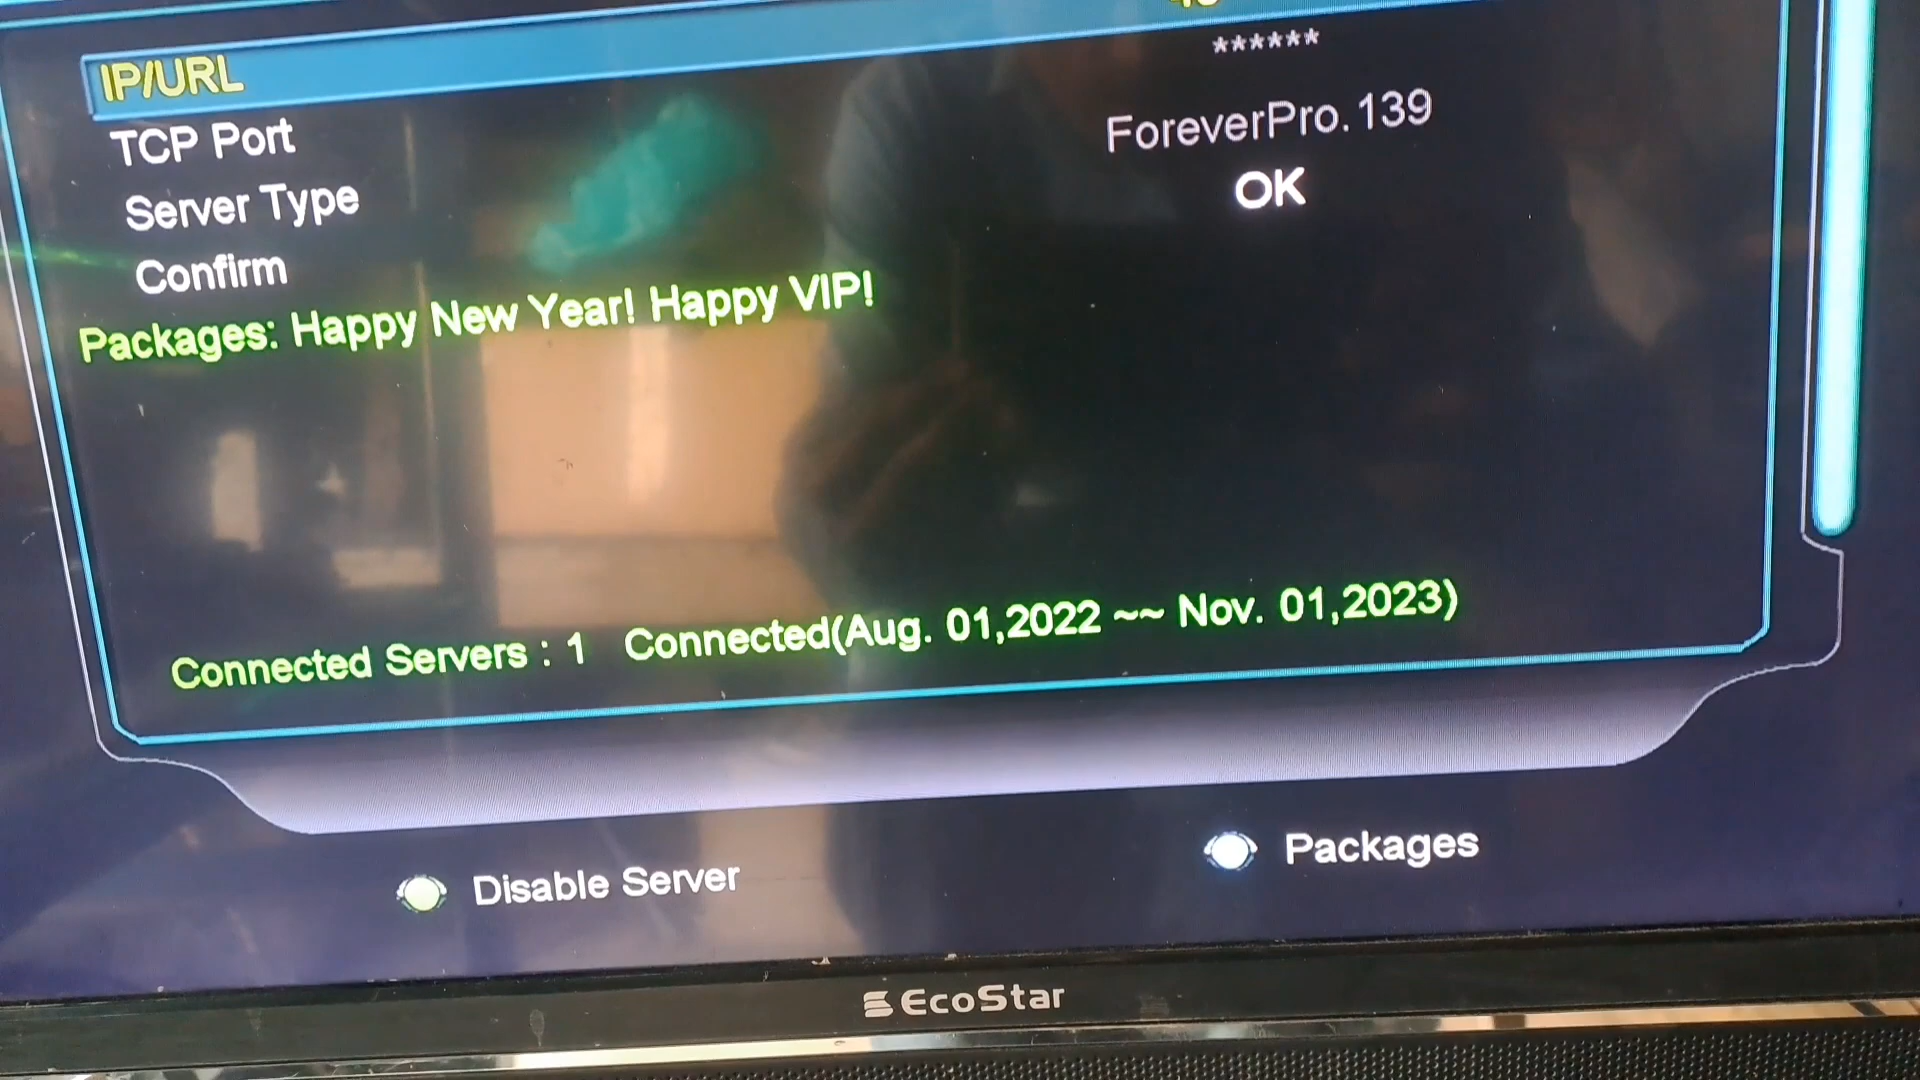 IP/URL
******
TCP Port
ForeverPro.139
Server Type
OK
Confirm
Packages: Happy New Year! Happy VIP!
Connected Servers : 1 Connected(Aug. 01,2022 ~~ Nov. 01,2023)
Disable Server
Packages
EcoStar